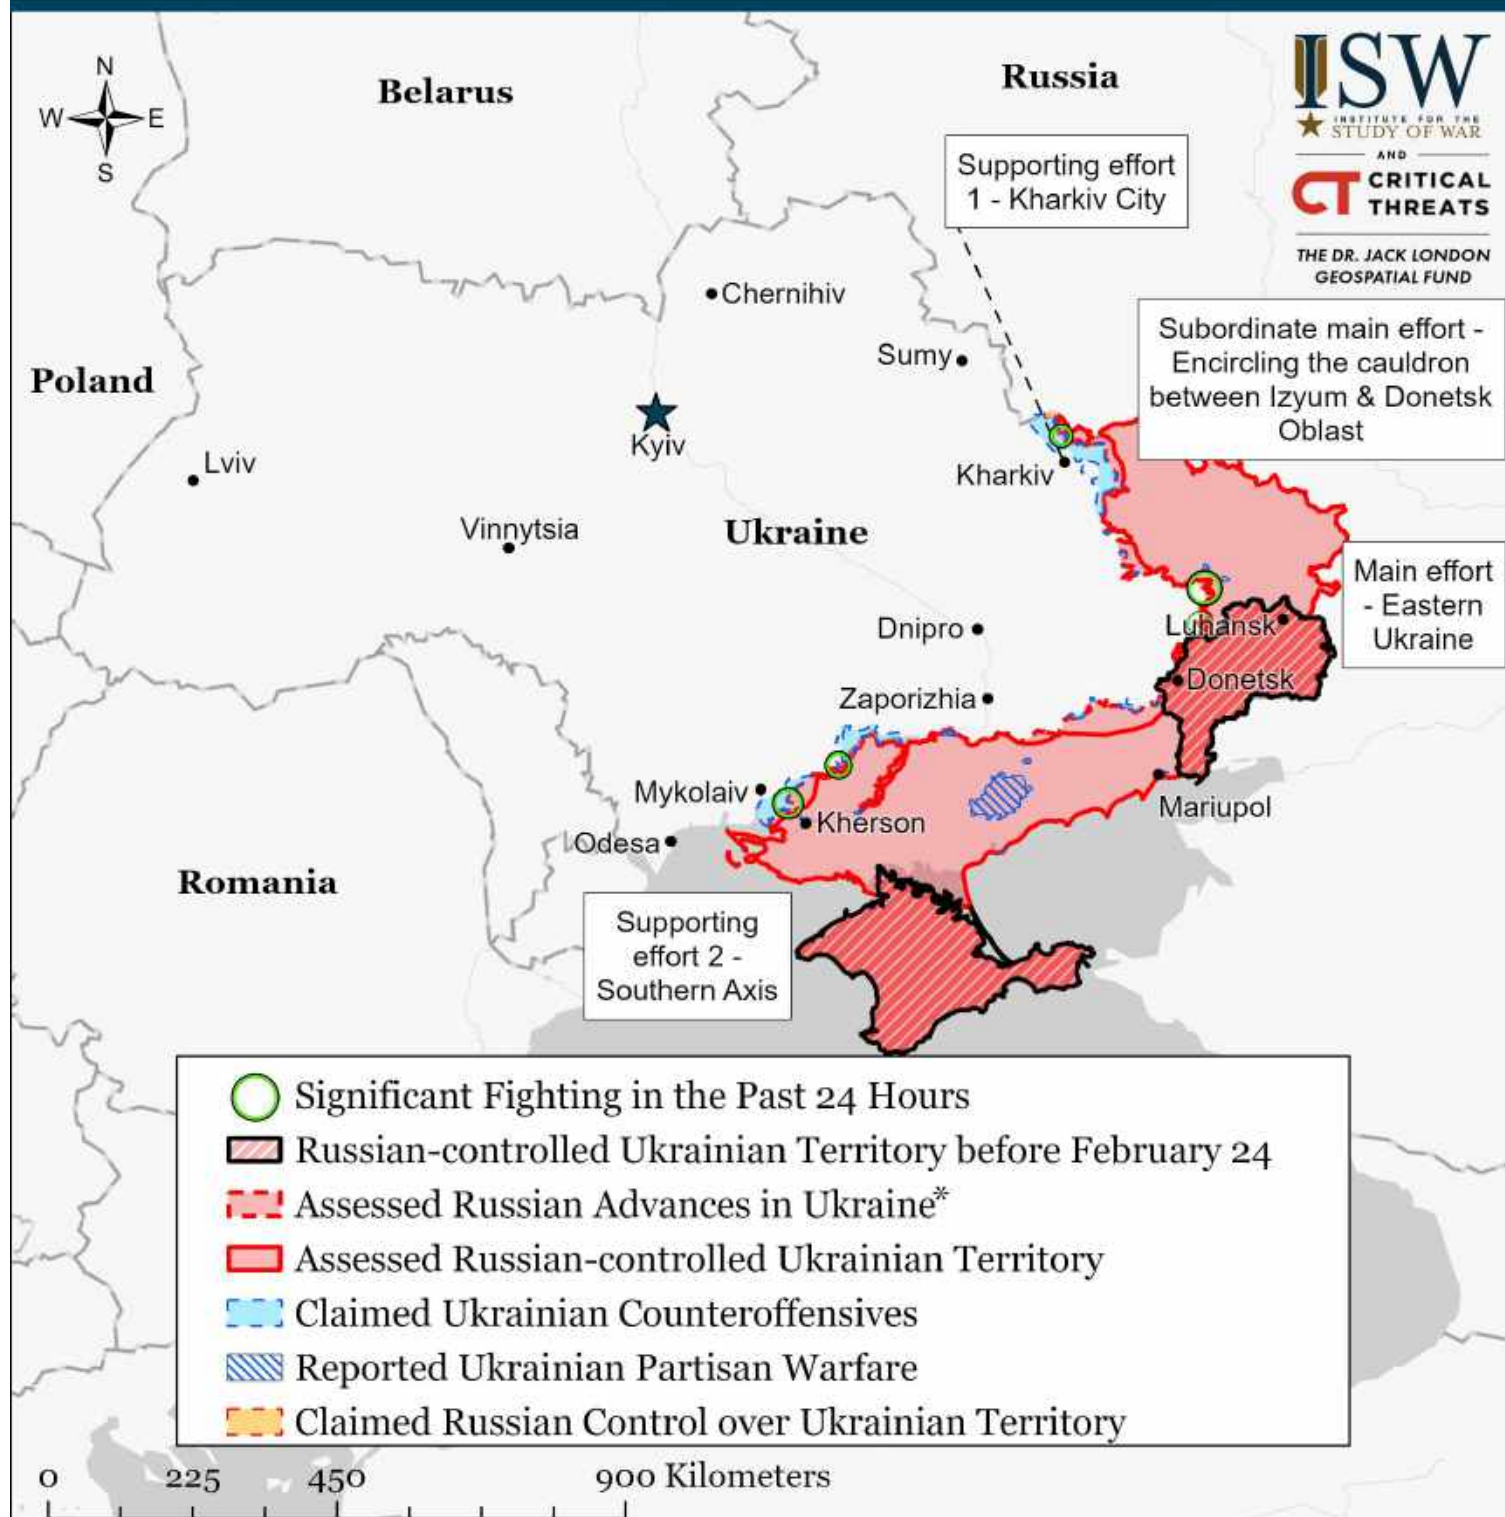 N
W E
S
Belarus
Russia
ISW
INSTITUTE FOR THE
STUDY OF WAR
AND
CT CRITICAL
THREATS
THE DR. JACK LONDON
GEOSPATIAL FUND
Supporting effort
1 - Kharkiv City
Chernihiv
Subordinate main effort -
Encircling the cauldron
between Izyum & Donetsk
Oblast
Sumy
Poland
Kyiv
Lviv
Kharkiv
Vinnytsia
Ukraine
Main effort
- Eastern
Ukraine
Dnipro
Luhansk
Donetsk
Zaporizhia
Mykolaiv
Kherson
Mariupol
Odesa
Romania
Supporting
effort 2 -
Southern Axis
Significant Fighting in the Past 24 Hours
Russian-controlled Ukrainian Territory before February 24
Assessed Russian Advances in Ukraine*
Assessed Russian-controlled Ukrainian Territory
Claimed Ukrainian Counteroffensives
Reported Ukrainian Partisan Warfare
Claimed Russian Control over Ukrainian Territory
0 225 450 900 Kilometers